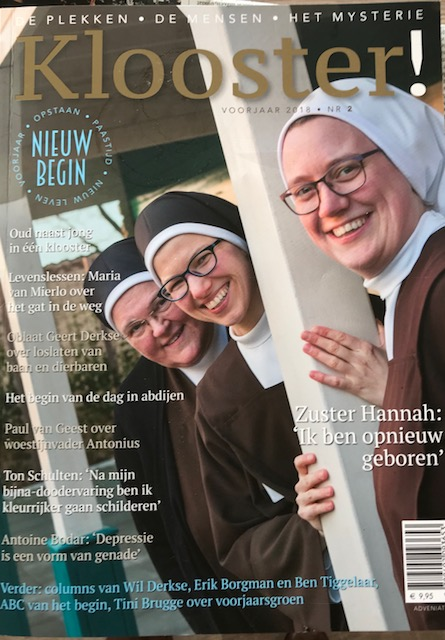 DE PLEKKEN • DE MENSEN • HET MYSTERIE
Klooster!
VOORJAAR 2018 • NR 2
VOORJAAR • OPSTAAN • PAASTIJD • NIEUW LEVEN •
NIEUW
BEGIN
Oud naast jong
in één klooster
Levenslessen: Maria
van Mierlo over
het gat in de weg
Oblaat Geert Derkse
over loslaten van
baan en dierbaren
Het begin van de dag in abdijen
Paul van Geest over
woestijnvader Antonius
Ton Schulten: ‘Na mijn
bijna-doodervaring ben ik
kleurrijker gaan schilderen’
Antoine Bodar: ‘Depressie
is een vorm van genade’
Verder: columns van Wil Derkse, Erik Borgman en Ben Tiggelaar,
ABC van het begin, Tini Brugge over voorjaarsgroen
Zuster Hannah:
‘Ik ben opnieuw
geboren’
€ 9,95
ADVENIAT